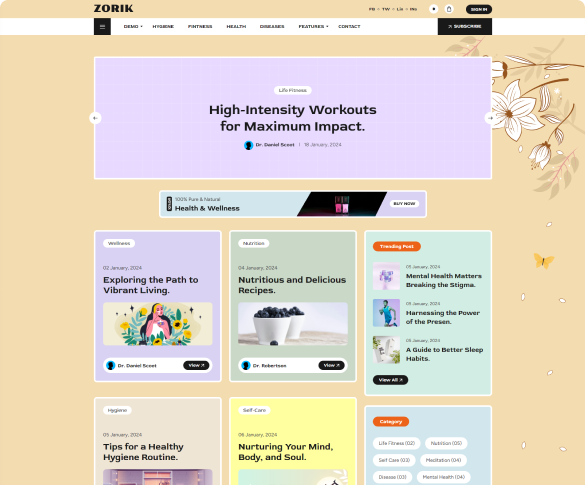 ZORIK
FB • TW • Lin • Ins
SIGN IN
DEMO
HYGIENE
FINTNESS
HEALTH
DISEASES
FEATURES
CONTACT
SUBSCRIBE
Life Fitness
High-Intensity Workouts
for Maximum Impact.
Dr. Daniel Scoot | 18 January, 2024
100% Pure & Natural
Health & Wellness
BUY NOW
Wellness
02 January, 2024
Exploring the Path to
Vibrant Living.
Dr. Daniel Scoot
View
Nutrition
04 January, 2024
Nutritious and Delicious
Recipes.
Dr. Robertson
View
Trending Post
05 January, 2024
Mental Health Matters
Breaking the Stigma.
05 January, 2024
Harnessing the Power
of the Presen.
05 January, 2024
A Guide to Better Sleep
Habits.
View All
Hygiene
05 January, 2024
Tips for a Healthy
Hygiene Routine.
Self-Care
06 January, 2024
Nurturing Your Mind,
Body, and Soul.
Category
Life Fitness (02)
Nutrition (05)
Self Care (03)
Meditation (04)
Disease (03)
Mental Health (04)